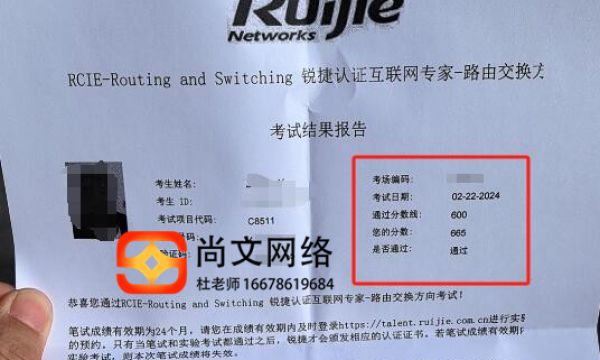 Ruijie
Networks
RCIE-Routing and Switching 锐捷认证互联网专家-路由交换方
考试结果报告
考生姓名:
考生 ID:
考试项目代码: C8511
号码:
验证码:
考场编码:
考试日期: 02-22-2024
通过分数线: 600
您的分数: 665
是否通过: 通过
尚文网络
杜老师 16678619684
恭喜您通过RCIE-Routing and Switching 锐捷认证互联网专家-路由交换方向考试！
笔试成绩有效期为24个月，请您在成绩有效期内及时登录https://talent.ruijie.com.cn进行实
的预约，只有当笔试和实验考试都通过之后，锐捷才会颁发相应的认证证书。若笔试成绩有效期
实验考试，则本次笔试成绩将失效。